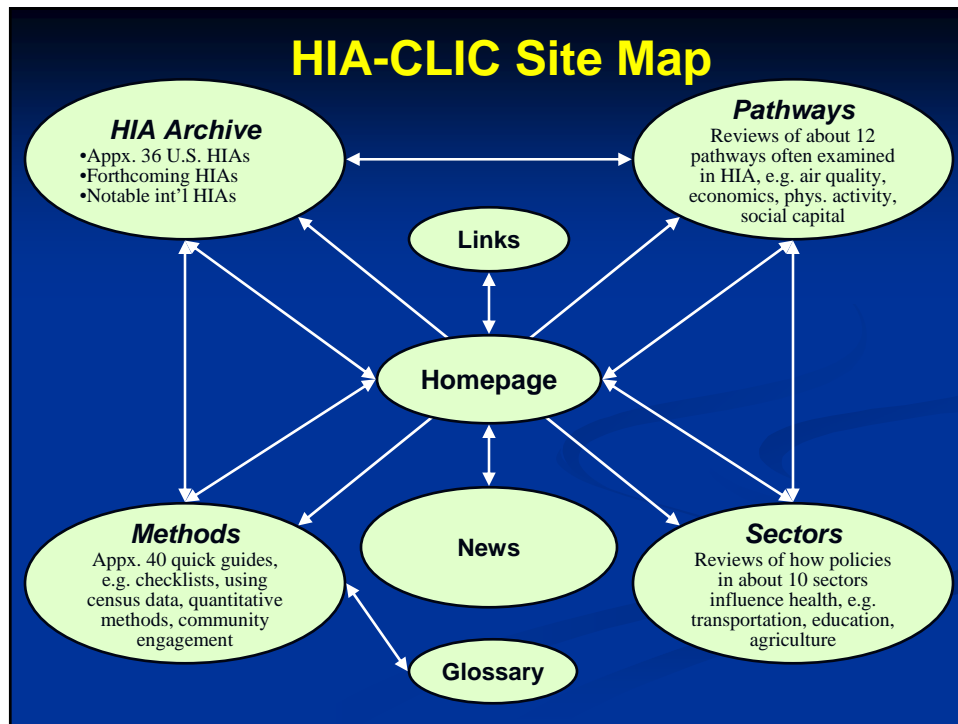 HIA-CLIC Site Map
HIA Archive
•Appx. 36 U.S. HIAs
•Forthcoming HIAs
•Notable int'l HIAs
Pathways
Reviews of about 12
pathways often examined
in HIA, e.g. air quality,
economics, phys. activity,
social capital
Links
Homepage
Methods
Appx. 40 quick guides,
e.g. checklists, using
census data, quantitative
methods, community
engagement
News
Sectors
Reviews of how policies
in about 10 sectors
influence health, e.g.
transportation, education,
agriculture
Glossary